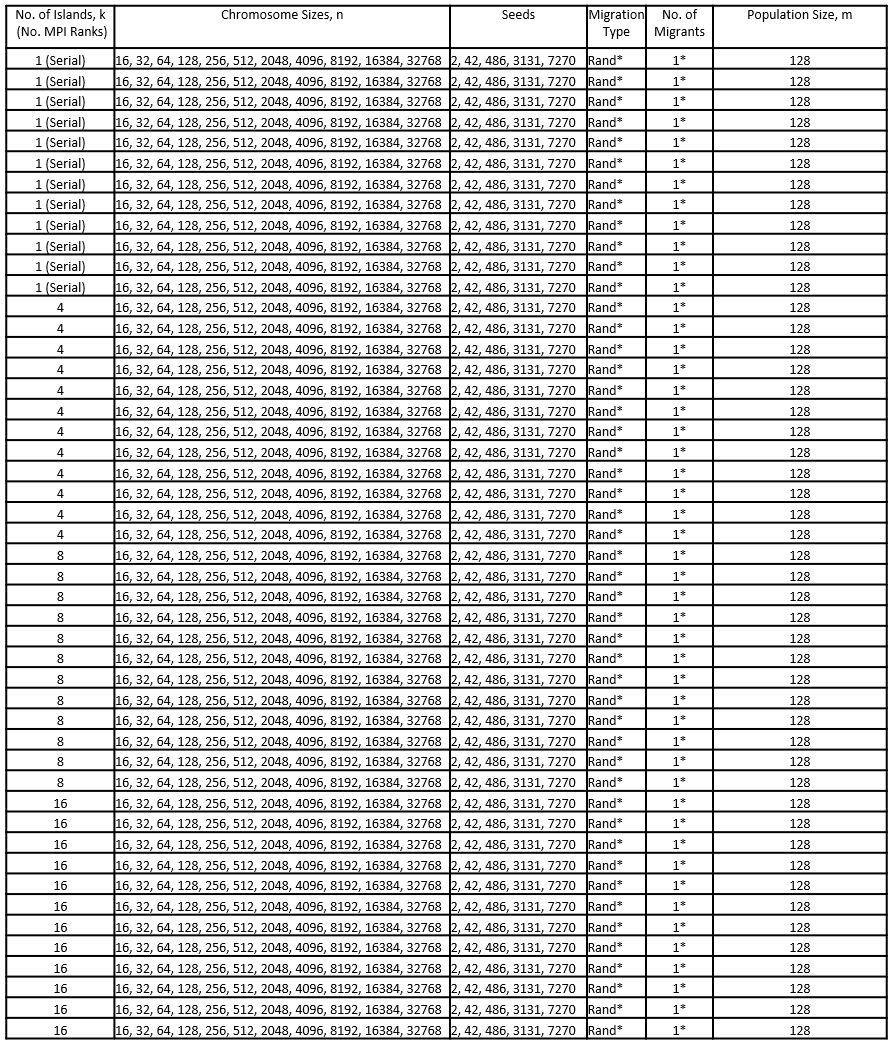 No. of Islands, k Chromosome Sizes, n Seeds Migration No. of Population Size, m
(No. MPI Ranks) Type Migrants
1 (Serial) 16, 32, 64, 128, 256, 512, 2048, 4096, 8192, 16384, 32768 2, 42, 486, 3131, 7270 Rand* 1* 128
1 (Serial) 16, 32, 64, 128, 256, 512, 2048, 4096, 8192, 16384, 32768 2, 42, 486, 3131, 7270 Rand* 1* 128
1 (Serial) 16, 32, 64, 128, 256, 512, 2048, 4096, 8192, 16384, 32768 2, 42, 486, 3131, 7270 Rand* 1* 128
1 (Serial) 16, 32, 64, 128, 256, 512, 2048, 4096, 8192, 16384, 32768 2, 42, 486, 3131, 7270 Rand* 1* 128
1 (Serial) 16, 32, 64, 128, 256, 512, 2048, 4096, 8192, 16384, 32768 2, 42, 486, 3131, 7270 Rand* 1* 128
1 (Serial) 16, 32, 64, 128, 256, 512, 2048, 4096, 8192, 16384, 32768 2, 42, 486, 3131, 7270 Rand* 1* 128
1 (Serial) 16, 32, 64, 128, 256, 512, 2048, 4096, 8192, 16384, 32768 2, 42, 486, 3131, 7270 Rand* 1* 128
1 (Serial) 16, 32, 64, 128, 256, 512, 2048, 4096, 8192, 16384, 32768 2, 42, 486, 3131, 7270 Rand* 1* 128
1 (Serial) 16, 32, 64, 128, 256, 512, 2048, 4096, 8192, 16384, 32768 2, 42, 486, 3131, 7270 Rand* 1* 128
1 (Serial) 16, 32, 64, 128, 256, 512, 2048, 4096, 8192, 16384, 32768 2, 42, 486, 3131, 7270 Rand* 1* 128
1 (Serial) 16, 32, 64, 128, 256, 512, 2048, 4096, 8192, 16384, 32768 2, 42, 486, 3131, 7270 Rand* 1* 128
1 (Serial) 16, 32, 64, 128, 256, 512, 2048, 4096, 8192, 16384, 32768 2, 42, 486, 3131, 7270 Rand* 1* 128
4 16, 32, 64, 128, 256, 512, 2048, 4096, 8192, 16384, 32768 2, 42, 486, 3131, 7270 Rand* 1* 128
4 16, 32, 64, 128, 256, 512, 2048, 4096, 8192, 16384, 32768 2, 42, 486, 3131, 7270 Rand* 1* 128
4 16, 32, 64, 128, 256, 512, 2048, 4096, 8192, 16384, 32768 2, 42, 486, 3131, 7270 Rand* 1* 128
4 16, 32, 64, 128, 256, 512, 2048, 4096, 8192, 16384, 32768 2, 42, 486, 3131, 7270 Rand* 1* 128
4 16, 32, 64, 128, 256, 512, 2048, 4096, 8192, 16384, 32768 2, 42, 486, 3131, 7270 Rand* 1* 128
4 16, 32, 64, 128, 256, 512, 2048, 4096, 8192, 16384, 32768 2, 42, 486, 3131, 7270 Rand* 1* 128
4 16, 32, 64, 128, 256, 512, 2048, 4096, 8192, 16384, 32768 2, 42, 486, 3131, 7270 Rand* 1* 128
4 16, 32, 64, 128, 256, 512, 2048, 4096, 8192, 16384, 32768 2, 42, 486, 3131, 7270 Rand* 1* 128
4 16, 32, 64, 128, 256, 512, 2048, 4096, 8192, 16384, 32768 2, 42, 486, 3131, 7270 Rand* 1* 128
4 16, 32, 64, 128, 256, 512, 2048, 4096, 8192, 16384, 32768 2, 42, 486, 3131, 7270 Rand* 1* 128
4 16, 32, 64, 128, 256, 512, 2048, 4096, 8192, 16384, 32768 2, 42, 486, 3131, 7270 Rand* 1* 128
4 16, 32, 64, 128, 256, 512, 2048, 4096, 8192, 16384, 32768 2, 42, 486, 3131, 7270 Rand* 1* 128
8 16, 32, 64, 128, 256, 512, 2048, 4096, 8192, 16384, 32768 2, 42, 486, 3131, 7270 Rand* 1* 128
8 16, 32, 64, 128, 256, 512, 2048, 4096, 8192, 16384, 32768 2, 42, 486, 3131, 7270 Rand* 1* 128
8 16, 32, 64, 128, 256, 512, 2048, 4096, 8192, 16384, 32768 2, 42, 486, 3131, 7270 Rand* 1* 128
8 16, 32, 64, 128, 256, 512, 2048, 4096, 8192, 16384, 32768 2, 42, 486, 3131, 7270 Rand* 1* 128
8 16, 32, 64, 128, 256, 512, 2048, 4096, 8192, 16384, 32768 2, 42, 486, 3131, 7270 Rand* 1* 128
8 16, 32, 64, 128, 256, 512, 2048, 4096, 8192, 16384, 32768 2, 42, 486, 3131, 7270 Rand* 1* 128
8 16, 32, 64, 128, 256, 512, 2048, 4096, 8192, 16384, 32768 2, 42, 486, 3131, 7270 Rand* 1* 128
8 16, 32, 64, 128, 256, 512, 2048, 4096, 8192, 16384, 32768 2, 42, 486, 3131, 7270 Rand* 1* 128
8 16, 32, 64, 128, 256, 512, 2048, 4096, 8192, 16384, 32768 2, 42, 486, 3131, 7270 Rand* 1* 128
8 16, 32, 64, 128, 256, 512, 2048, 4096, 8192, 16384, 32768 2, 42, 486, 3131, 7270 Rand* 1* 128
8 16, 32, 64, 128, 256, 512, 2048, 4096, 8192, 16384, 32768 2, 42, 486, 3131, 7270 Rand* 1* 128
8 16, 32, 64, 128, 256, 512, 2048, 4096, 8192, 16384, 32768 2, 42, 486, 3131, 7270 Rand* 1* 128
16 16, 32, 64, 128, 256, 512, 2048, 4096, 8192, 16384, 32768 2, 42, 486, 3131, 7270 Rand* 1* 128
16 16, 32, 64, 128, 256, 512, 2048, 4096, 8192, 16384, 32768 2, 42, 486, 3131, 7270 Rand* 1* 128
16 16, 32, 64, 128, 256, 512, 2048, 4096, 8192, 16384, 32768 2, 42, 486, 3131, 7270 Rand* 1* 128
16 16, 32, 64, 128, 256, 512, 2048, 4096, 8192, 16384, 32768 2, 42, 486, 3131, 7270 Rand* 1* 128
16 16, 32, 64, 128, 256, 512, 2048, 4096, 8192, 16384, 32768 2, 42, 486, 3131, 7270 Rand* 1* 128
16 16, 32, 64, 128, 256, 512, 2048, 4096, 8192, 16384, 32768 2, 42, 486, 3131, 7270 Rand* 1* 128
16 16, 32, 64, 128, 256, 512, 2048, 4096, 8192, 16384, 32768 2, 42, 486, 3131, 7270 Rand* 1* 128
16 16, 32, 64, 128, 256, 512, 2048, 4096, 8192, 16384, 32768 2, 42, 486, 3131, 7270 Rand* 1* 128
16 16, 32, 64, 128, 256, 512, 2048, 4096, 8192, 16384, 32768 2, 42, 486, 3131, 7270 Rand* 1* 128
16 16, 32, 64, 128, 256, 512, 2048, 4096, 8192, 16384, 32768 2, 42, 486, 3131, 7270 Rand* 1* 128
16 16, 32, 64, 128, 256, 512, 2048, 4096, 8192, 16384, 32768 2, 42, 486, 3131, 7270 Rand* 1* 128
16 16, 32, 64, 128, 256, 512, 2048, 4096, 8192, 16384, 32768 2, 42, 486, 3131, 7270 Rand* 1* 128